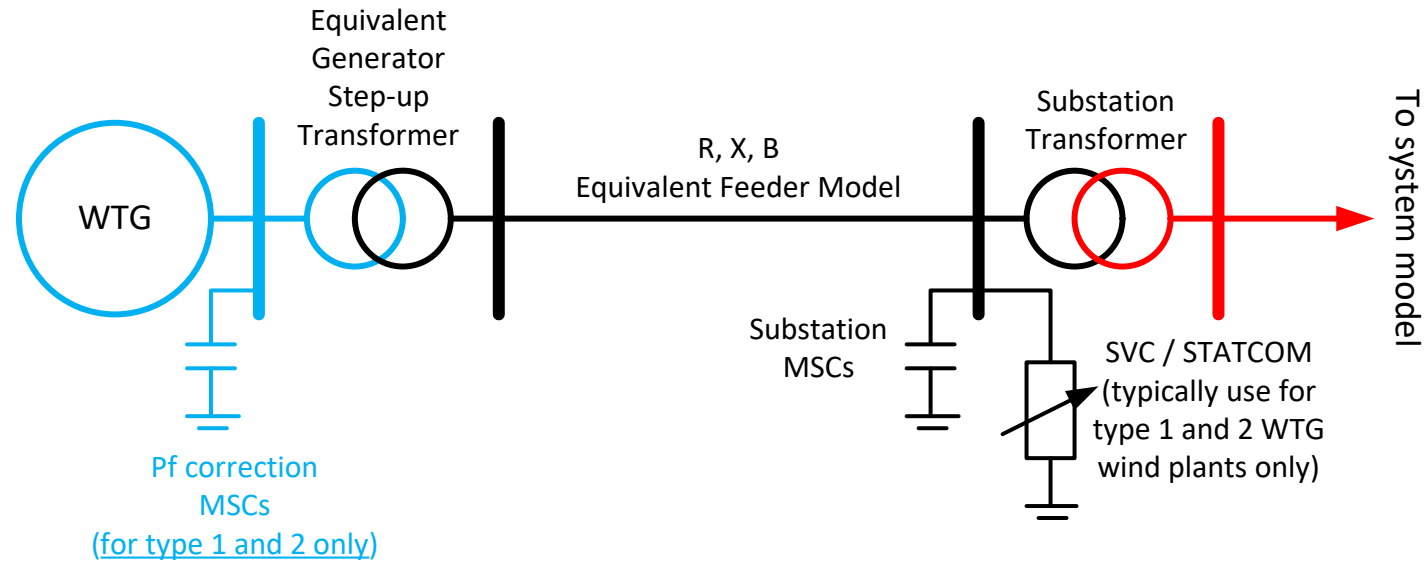 Equivalent
Generator
Step-up
Transformer
WTG
R, X, B
Equivalent Feeder Model
Substation
Transformer
To system model
Substation
MSCs
SVC / STATCOM
(typically use for
type 1 and 2 WTG
wind plants only)
Pf correction
MSCs
(for type 1 and 2 only)